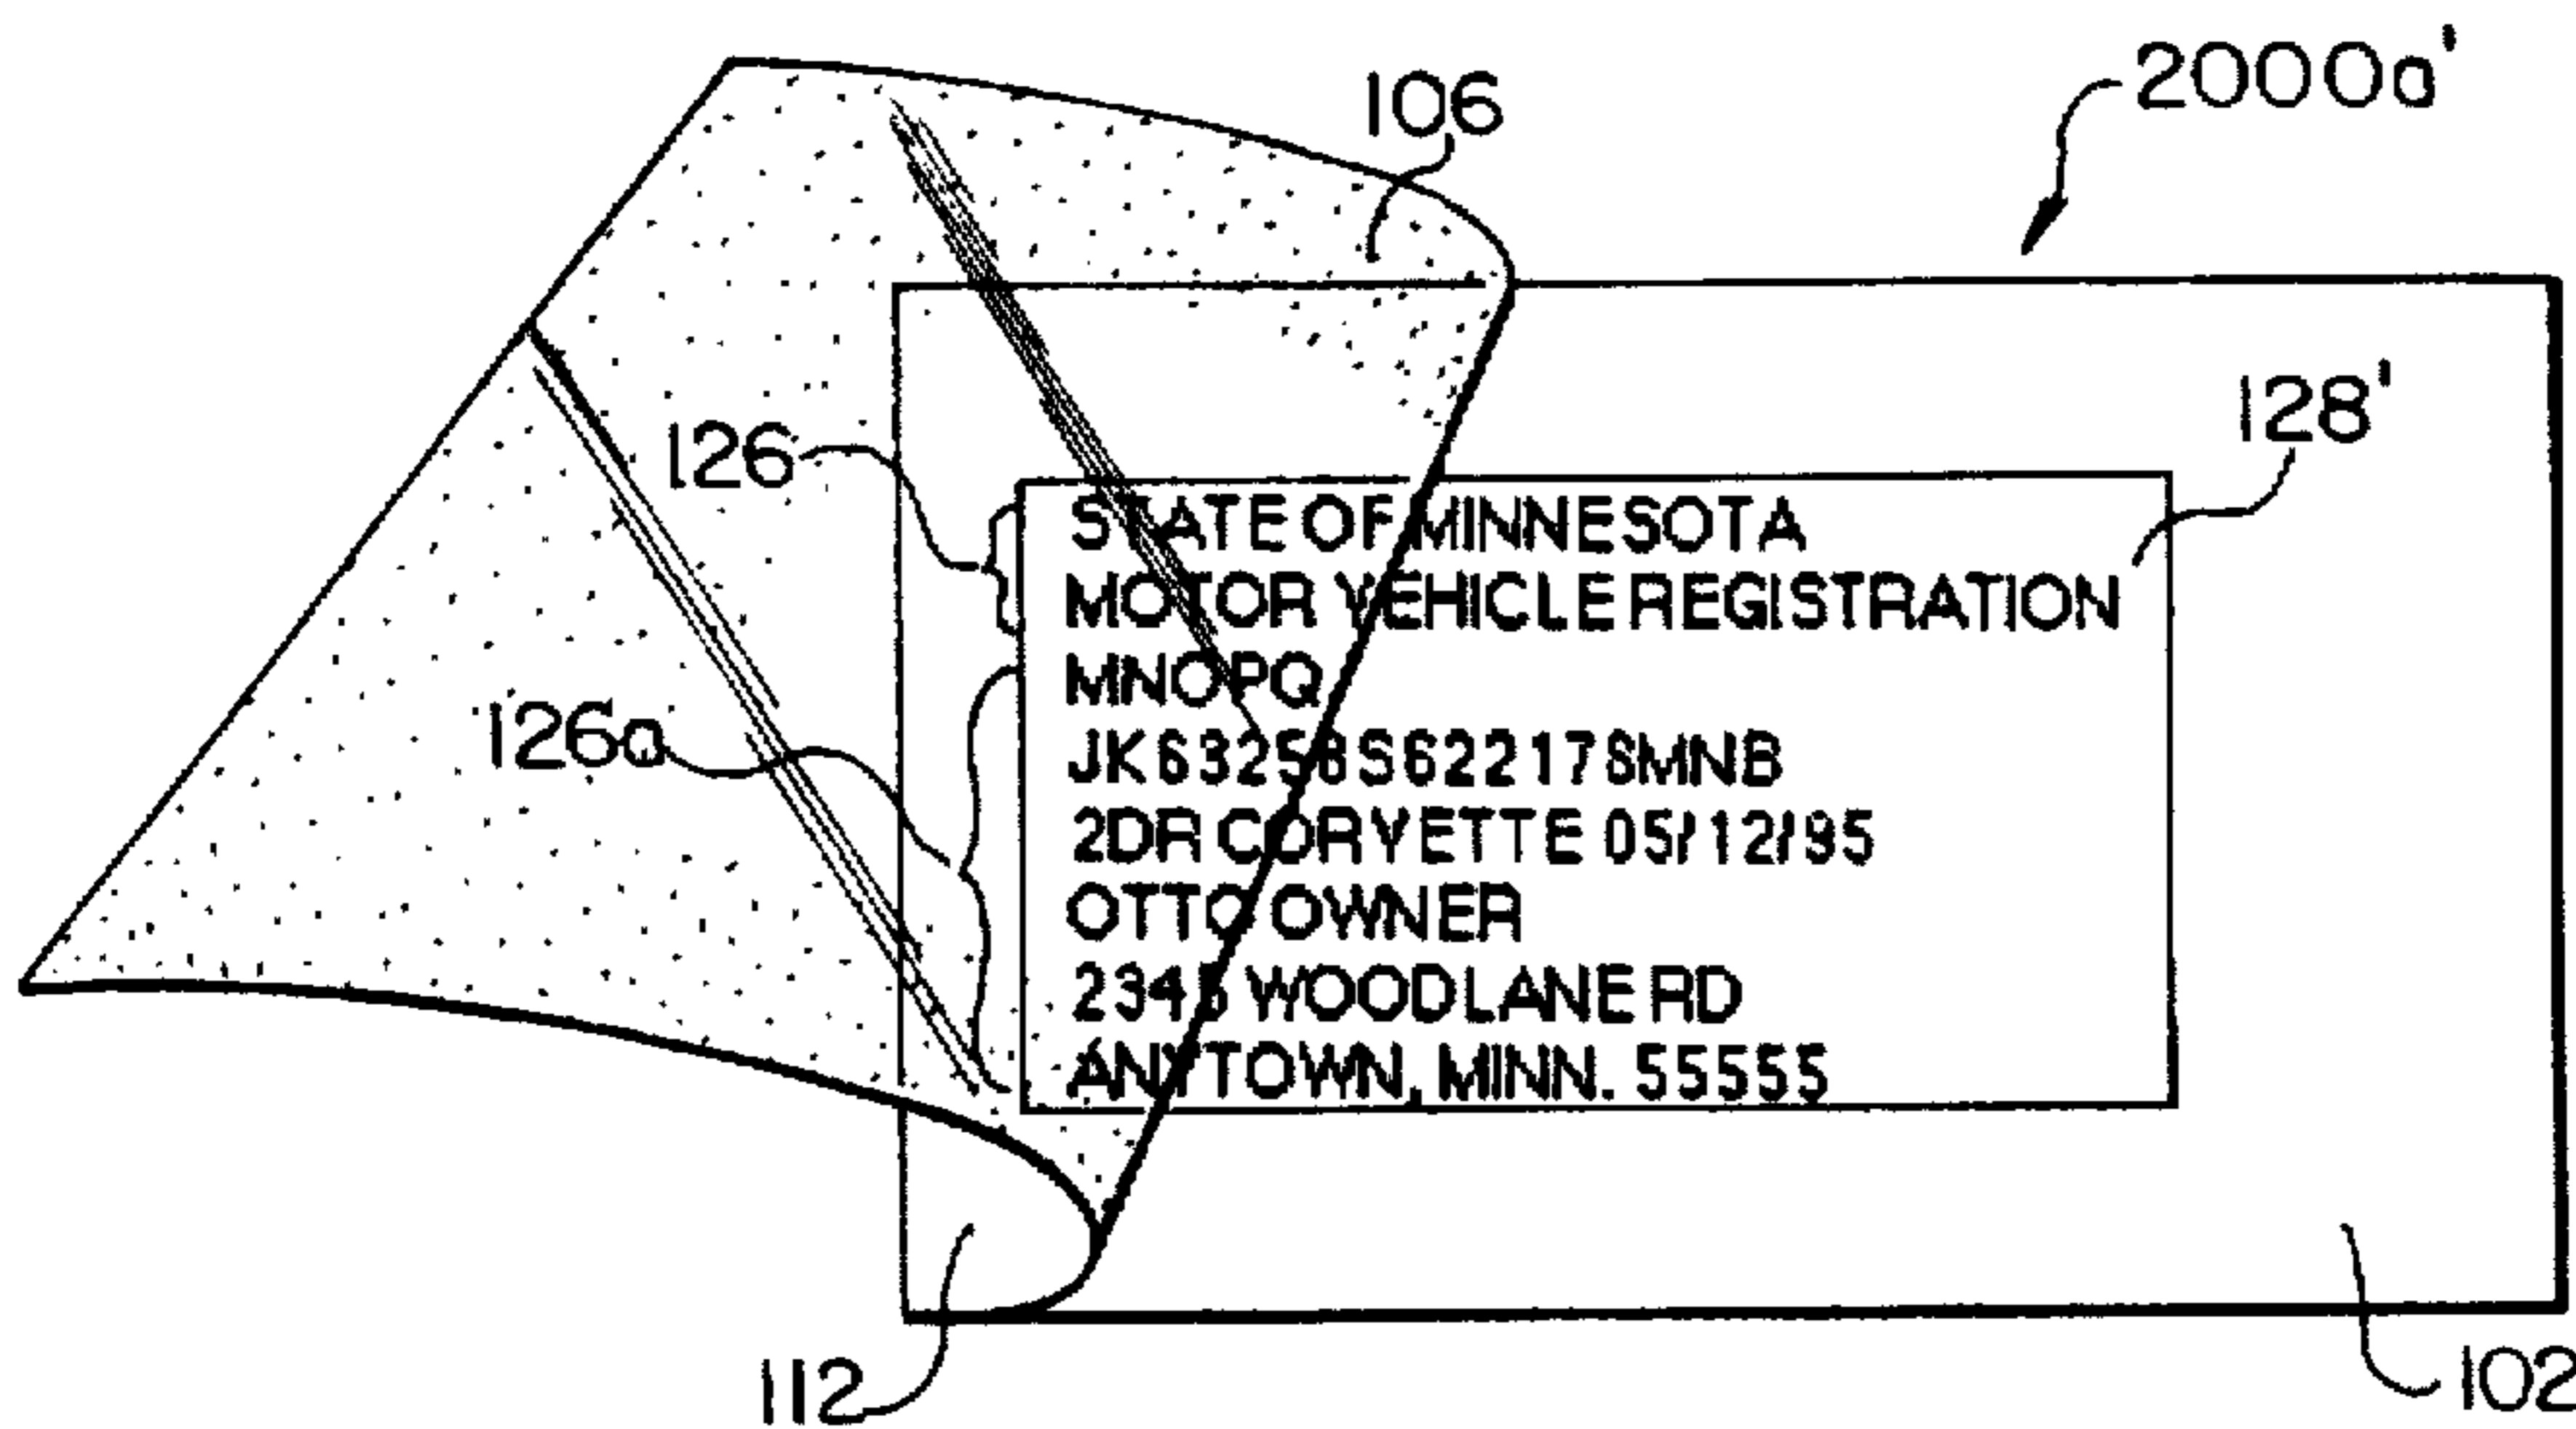 2000a'
106
128'
126
STATE OF MINNESOTA
MOTOR VEHICLE REGISTRATION
MNOPQ
126a
JK63258S622178MNB
2DR CORVETTE 05/12/95
OTTO OWNER
2345 WOODLANE RD
ANYTOWN, MINN. 55555
112
102